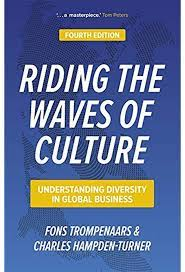 '... a masterpiece.' Tom Peters
FOURTH EDITION
RIDING THE
WAVES OF
CULTURE
UNDERSTANDING DIVERSITY
IN GLOBAL BUSINESS
FONS TROMPENAARS &
CHARLES HAMPDEN-TURNER